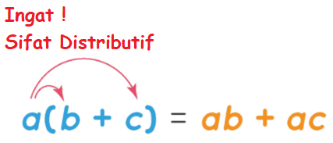 Ingat !
Sifat Distributif
a(b + c) = ab + ac